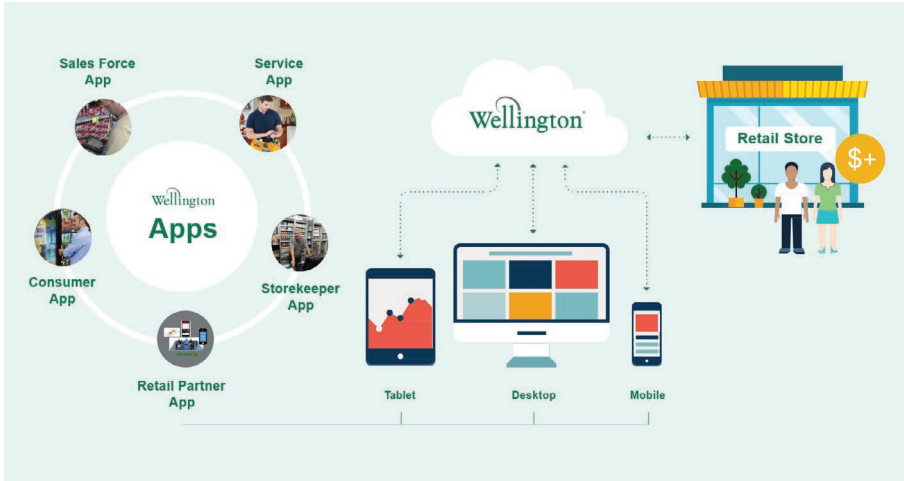 Sales Force
App
Service
App
Wellington
Apps
Consumer
App
Storekeeper
App
Retail Partner
App
Wellington®
Retail Store
$+
Tablet
Desktop
Mobile